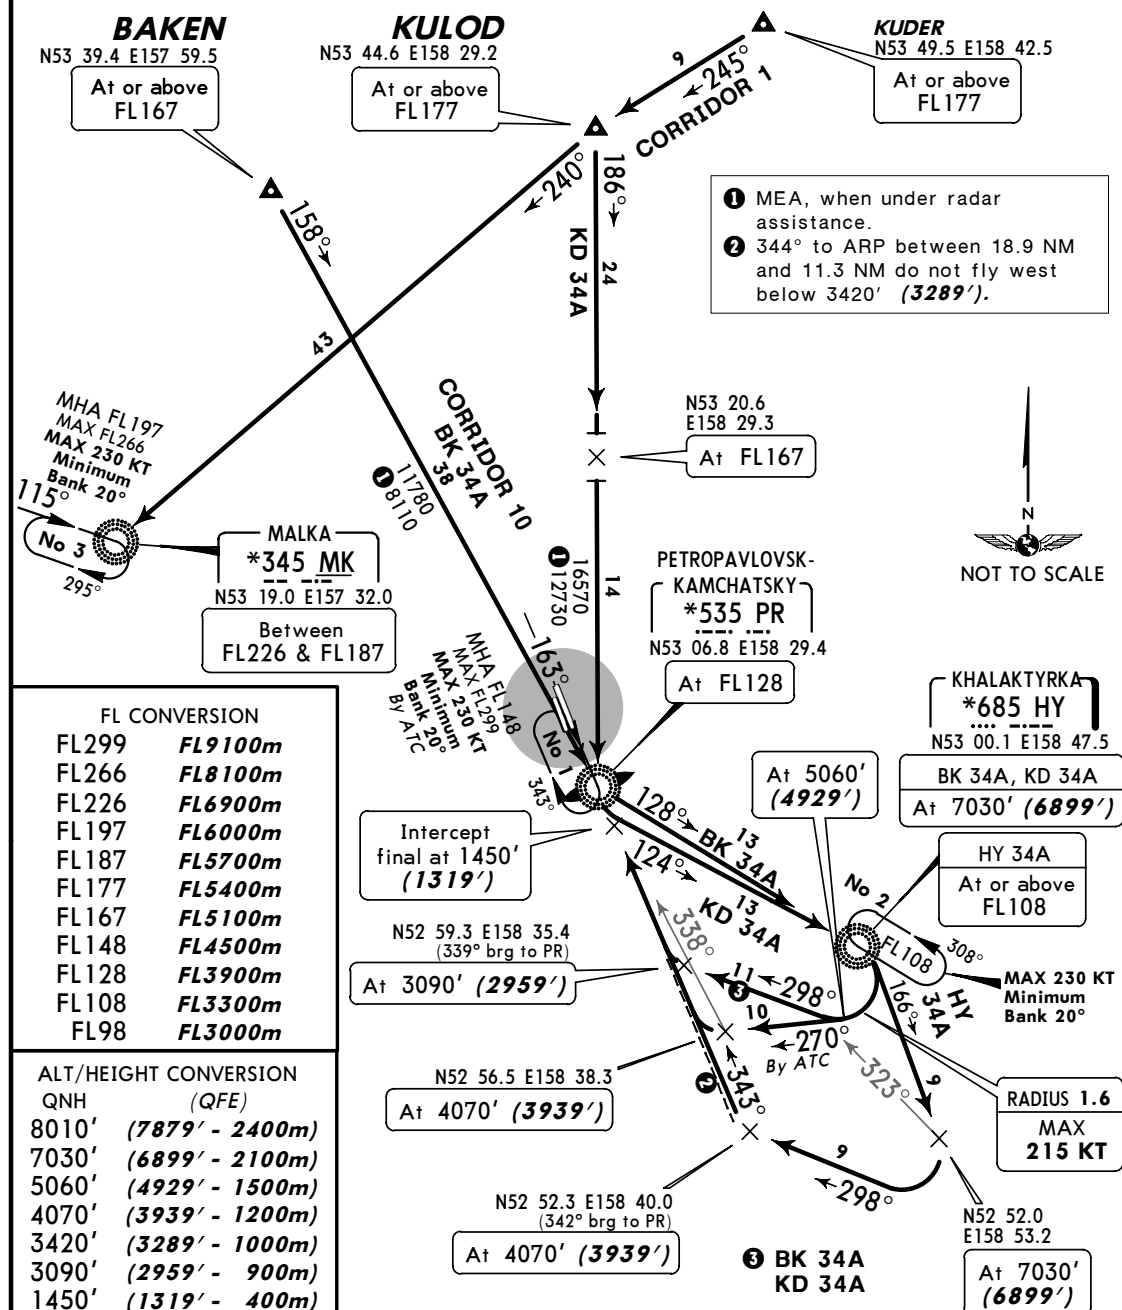 BAKEN
N53 39.4 E157 59.5
At or above
FL167
KULOD
N53 44.6 E158 29.2
At or above
FL177
KUDER
N53 49.5 E158 42.5
At or above
FL177
9
245°
CORRIDOR 1
240°
186°
158°
KD 34A
24
43
❶ MEA, when under radar
assistance.
❷ 344° to ARP between 18.9 NM
and 11.3 NM do not fly west
below 3420' (3289').
N53 20.6
E158 29.3
At FL167
MHA FL197
MAX FL266
MAX 230 KT
Minimum
Bank 20°
115°
No 3
295°
MALKA
*345 MK
N53 19.0 E157 32.0
Between
FL226 & FL187
CORRIDOR 10
BK 34A
38
11780
❶ 8110
16570
❶ 12730
14
N
NOT TO SCALE
PETROPAVLOVSK-
KAMCHATSKY
*535 PR
N53 06.8 E158 29.4
At FL128
163°
MHA FL148
MAX FL299
MAX 230 KT
Minimum
Bank 20°
By ATC
No 1
343°
KHALAKTYRKA
*685 HY
N53 00.1 E158 47.5
BK 34A, KD 34A
At 7030' (6899')
HY 34A
At or above
FL108
At 5060'
(4929')
Intercept
final at 1450'
(1319')
128°
13
BK 34A
124°
13
KD 34A
No 2
FL108
308°
MAX 230 KT
Minimum
Bank 20°
HY
34A
166°
9
N52 59.3 E158 35.4
(339° brg to PR)
At 3090' (2959')
338°
11
❸
298°
10
270°
By ATC
323°
RADIUS 1.6
MAX
215 KT
N52 56.5 E158 38.3
At 4070' (3939')
❷
343°
9
298°
N52 52.3 E158 40.0
(342° brg to PR)
At 4070' (3939')
❸ BK 34A
KD 34A
N52 52.0
E158 53.2
At 7030'
(6899')
FL CONVERSION
FL299 FL9100m
FL266 FL8100m
FL226 FL6900m
FL197 FL6000m
FL187 FL5700m
FL177 FL5400m
FL167 FL5100m
FL148 FL4500m
FL128 FL3900m
FL108 FL3300m
FL98 FL3000m
ALT/HEIGHT CONVERSION
QNH (QFE)
8010' (7879' - 2400m)
7030' (6899' - 2100m)
5060' (4929' - 1500m)
4070' (3939' - 1200m)
3420' (3289' - 1000m)
3090' (2959' - 900m)
1450' (1319' - 400m)